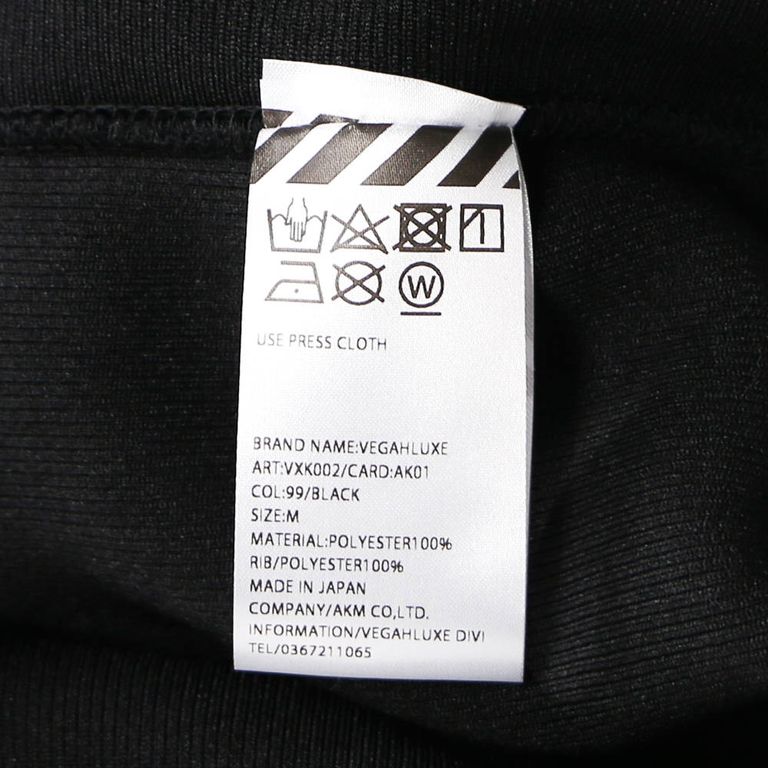 W
USE PRESS CLOTH
BRAND NAME:VEGAHLUXE
ART:VXK002/CARD:AK01
COL:99/BLACK
SIZE:M
MATERIAL:POLYESTER100%
RIB/POLYESTER100%
MADE IN JAPAN
COMPANY/AKM CO,LTD.
INFORMATION/VEGAHLUXE DIVI
TEL/0367211065